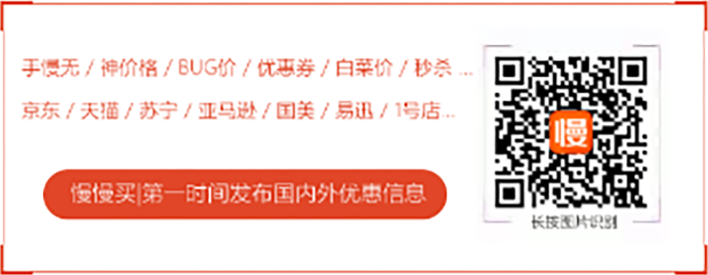 手慢无 / 神价格 / BUG价 / 优惠券 / 白菜价 / 秒杀 ...
京东 / 天猫 / 苏宁 / 亚马逊 / 国美 / 易迅 / 1号店...
慢慢买|第一时间发布国内外优惠信息
慢
长按图片识别